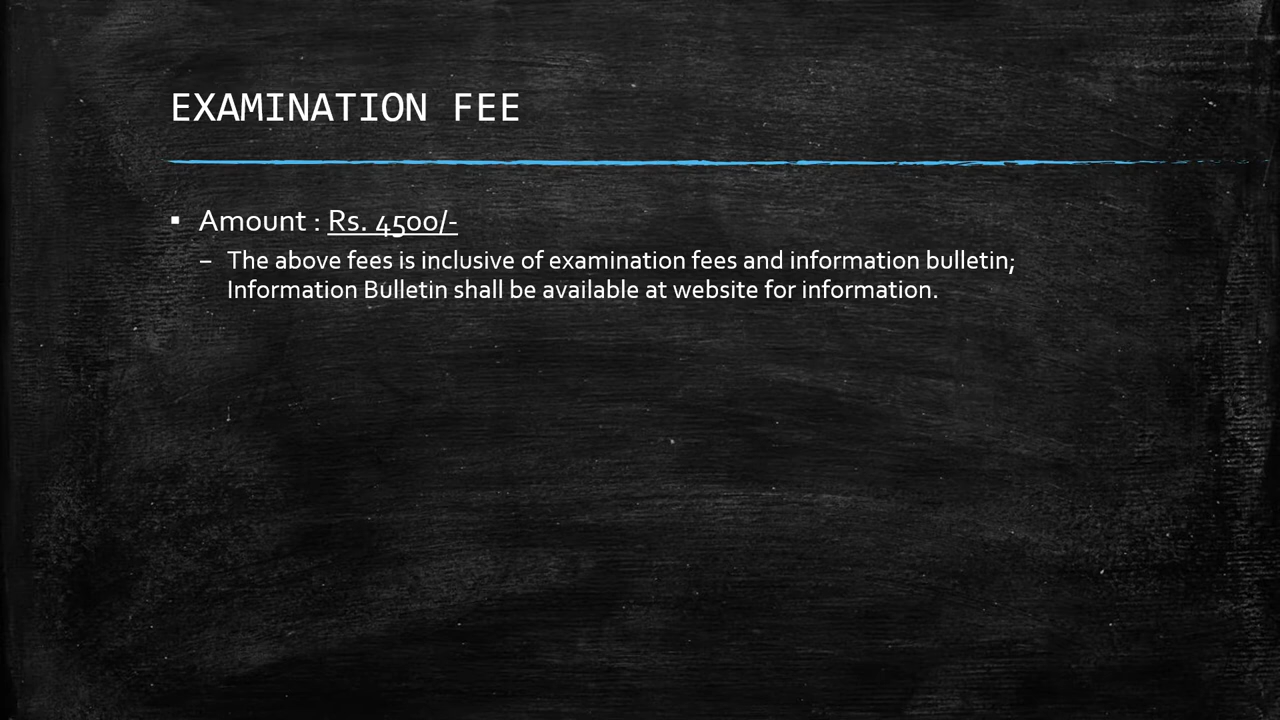 EXAMINATION FEE
▪ Amount : Rs. 4500/-
– The above fees is inclusive of examination fees and information bulletin;
Information Bulletin shall be available at website for information.